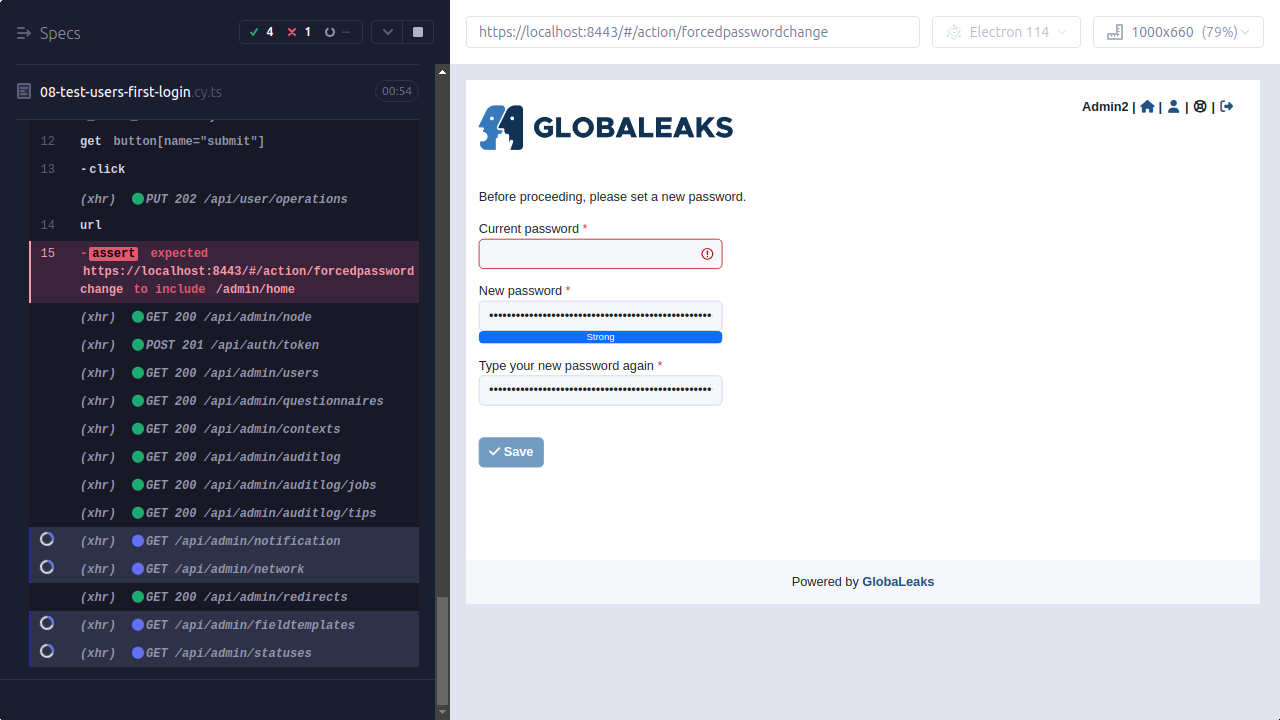 Specs
4 1 --
08-test-users-first-login.cy.ts
00:54
12 get button[name="submit"]
13 -click
(xhr) PUT 202 /api/user/operations
14 url
15 -assert expected
https://localhost:8443/#/action/forcedpassword
change to include /admin/home
(xhr) GET 200 /api/admin/node
(xhr) POST 201 /api/auth/token
(xhr) GET 200 /api/admin/users
(xhr) GET 200 /api/admin/questionnaires
(xhr) GET 200 /api/admin/contexts
(xhr) GET 200 /api/admin/auditlog
(xhr) GET 200 /api/admin/auditlog/jobs
(xhr) GET 200 /api/admin/auditlog/tips
(xhr) GET /api/admin/notification
(xhr) GET /api/admin/network
(xhr) GET 200 /api/admin/redirects
(xhr) GET /api/admin/fieldtemplates
(xhr) GET /api/admin/statuses
https://localhost:8443/#/action/forcedpasswordchange
Electron 114
1000x660 (79%)
GLOBALEAKS
Admin2 | | | |
Before proceeding, please set a new password.
Current password *
New password *
Strong
Type your new password again *
Save
Powered by GlobaLeaks